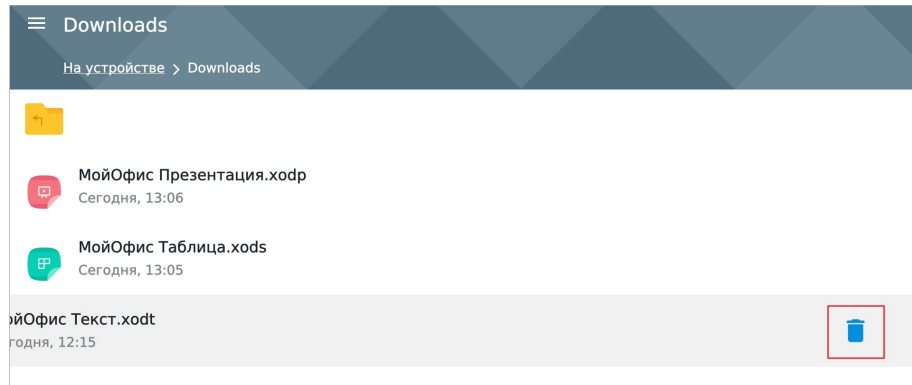 Downloads
На устройстве > Downloads
МойОфис Презентация.xodp
Сегодня, 13:06
МойОфис Таблица.xods
Сегодня, 13:05
йОфис Текст.xodt
годня, 12:15